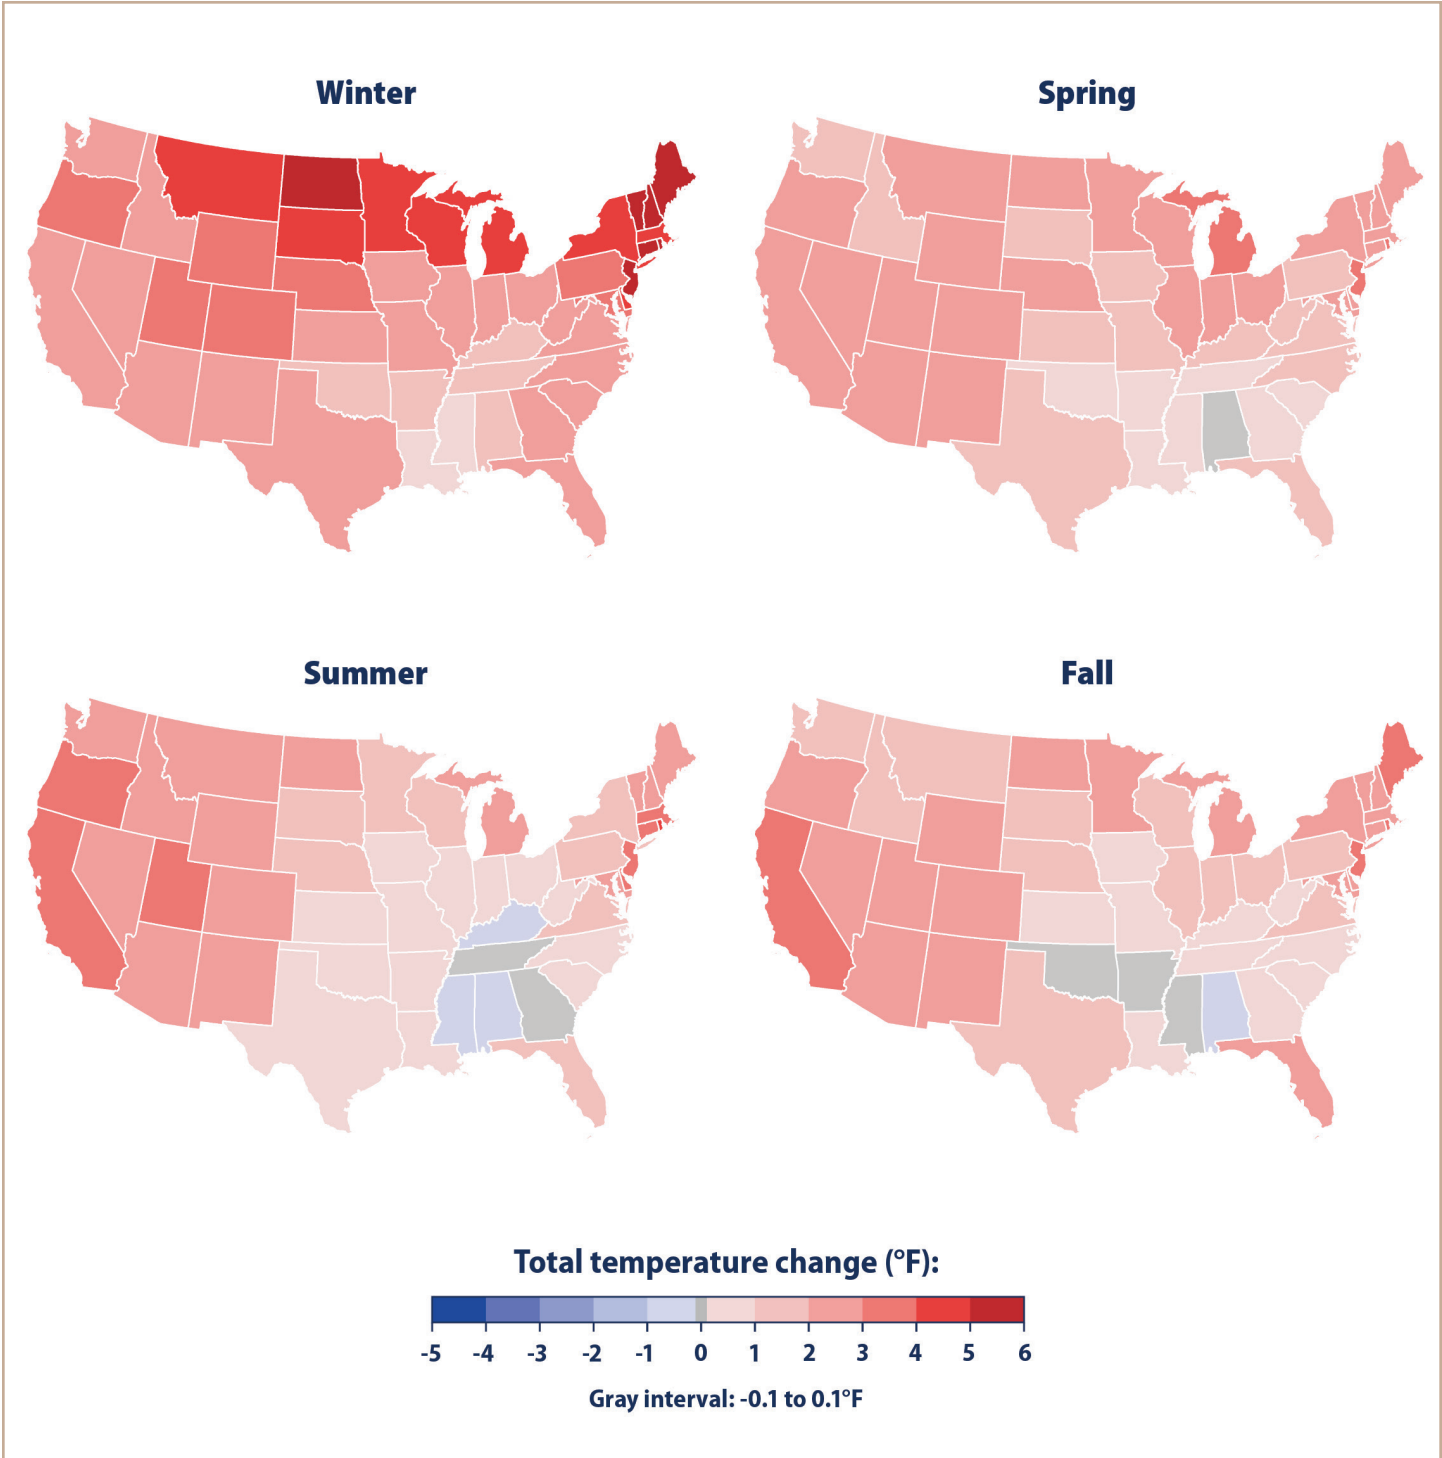 Winter
Spring
Summer
Fall
Total temperature change (°F):
-5 -4 -3 -2 -1 0 1 2 3 4 5 6
Gray interval: -0.1 to 0.1°F